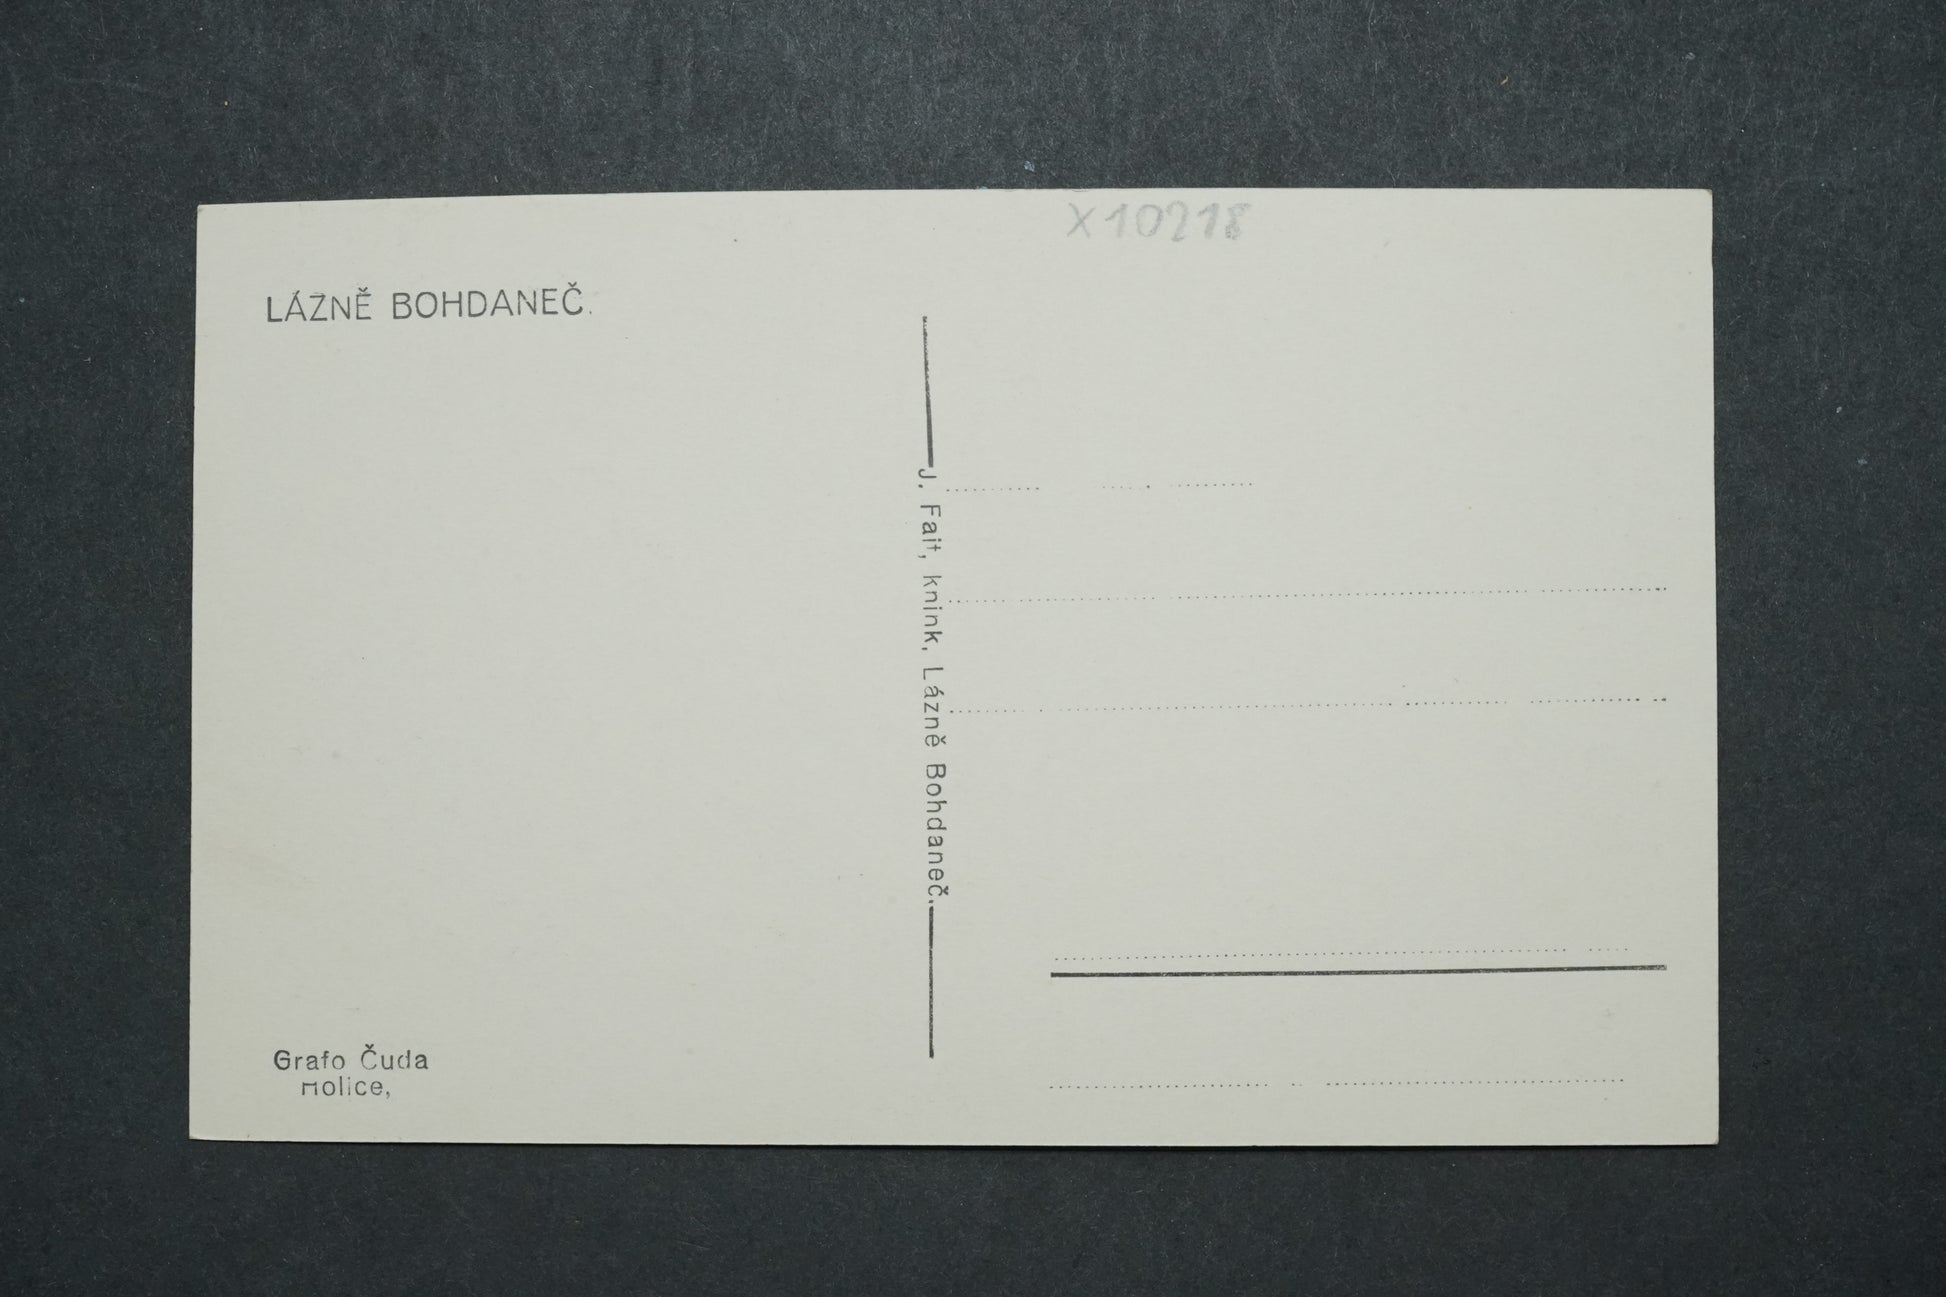 X10218
LÁZNĚ BOHDANEČ.
J. Fait, knink, Lázně Bohdaneč.
Grafo Čuda
Holice,